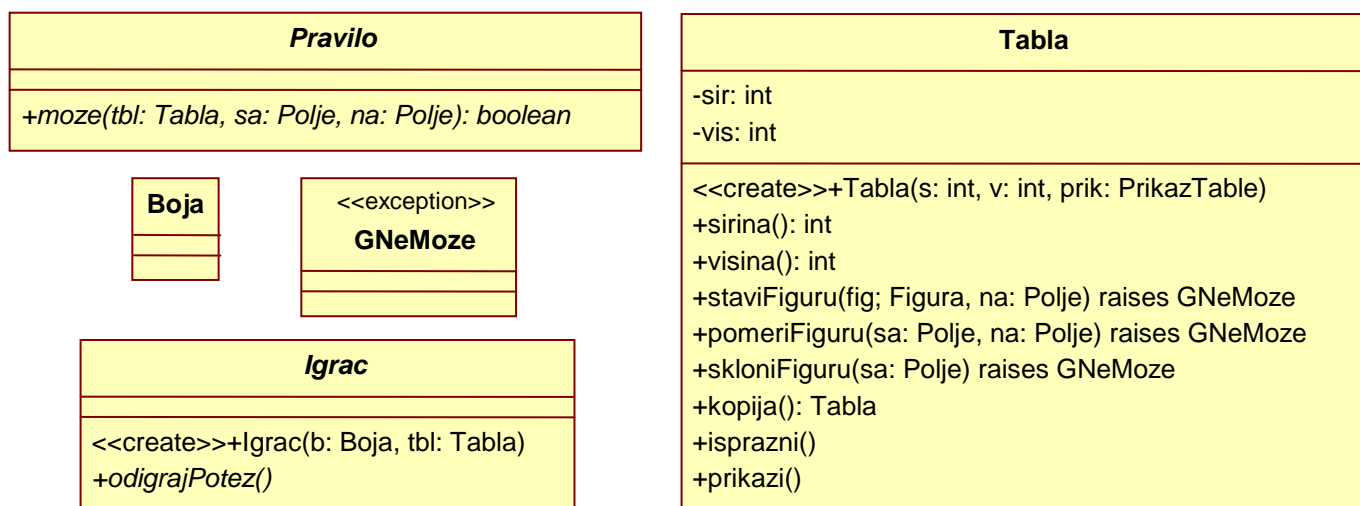 Pravilo
+moze(tbl: Tabla, sa: Polje, na: Polje): boolean
Boja
<<exception>>
GNeMoze
Igrac
<<create>>+Igrac(b: Boja, tbl: Tabla)
+odigrajPotez()
Tabla
-sir: int
-vis: int
<<create>>+Tabla(s: int, v: int, prik: PrikazTable)
+sirina(): int
+visina(): int
+staviFiguru(fig; Figura, na: Polje) raises GNeMoze
+pomeriFiguru(sa: Polje, na: Polje) raises GNeMoze
+skloniFiguru(sa: Polje) raises GNeMoze
+kopija(): Tabla
+isprazni()
+prikazi()